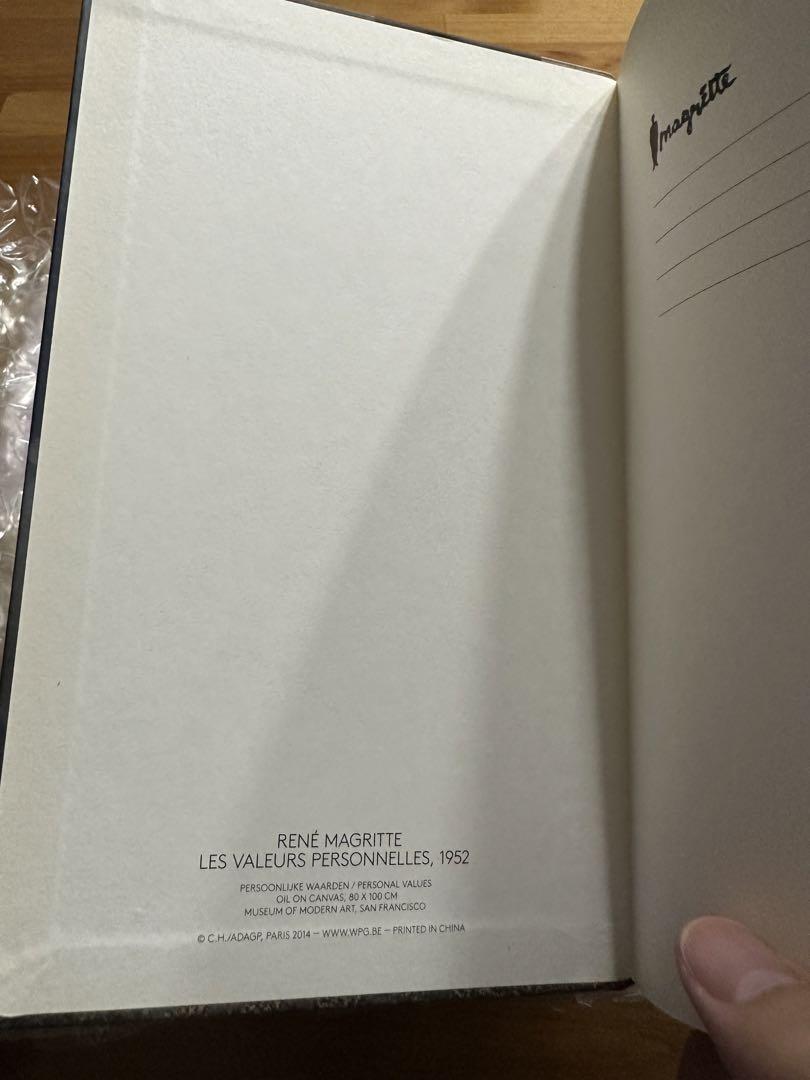 RENÉ MAGRITTE
LES VALEURS PERSONNELLES, 1952
PERSOONLIJKE WAARDEN / PERSONAL VALUES
OIL ON CANVAS, 80 X 100 CM
MUSEUM OF MODERN ART, SAN FRANCISCO
© C.H./ADAGP, PARIS 2014 – WWW.WPG.BE – PRINTED IN CHINA
magritte